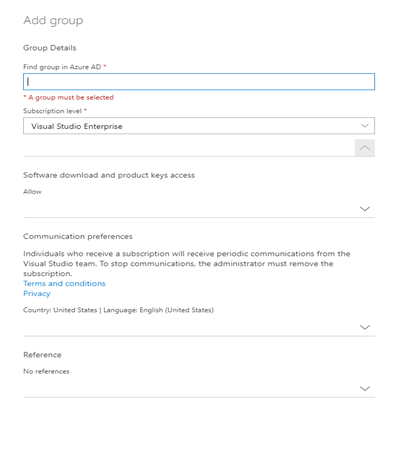 Add group
Group Details
Find group in Azure AD *
* A group must be selected
Subscription level *
Visual Studio Enterprise
Software download and product keys access
Allow
Communication preferences
Individuals who receive a subscription will receive periodic communications from the
Visual Studio team. To stop communications, the administrator must remove the
subscription.
Terms and conditions
Privacy
Country: United States | Language: English (United States)
Reference
No references